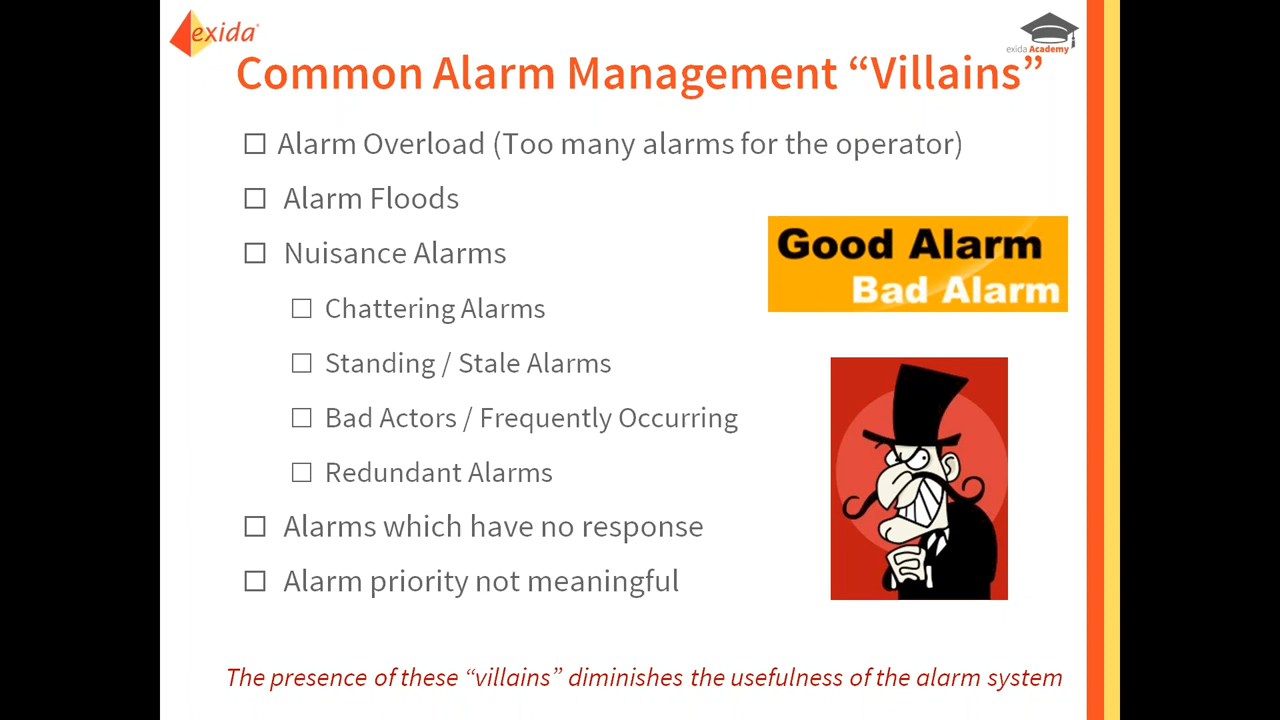 exida
exida Academy
Common Alarm Management “Villains”
Alarm Overload (Too many alarms for the operator)
Alarm Floods
Nuisance Alarms
Chattering Alarms
Standing / Stale Alarms
Bad Actors / Frequently Occurring
Redundant Alarms
Alarms which have no response
Alarm priority not meaningful
Good Alarm
Bad Alarm
The presence of these “villains” diminishes the usefulness of the alarm system